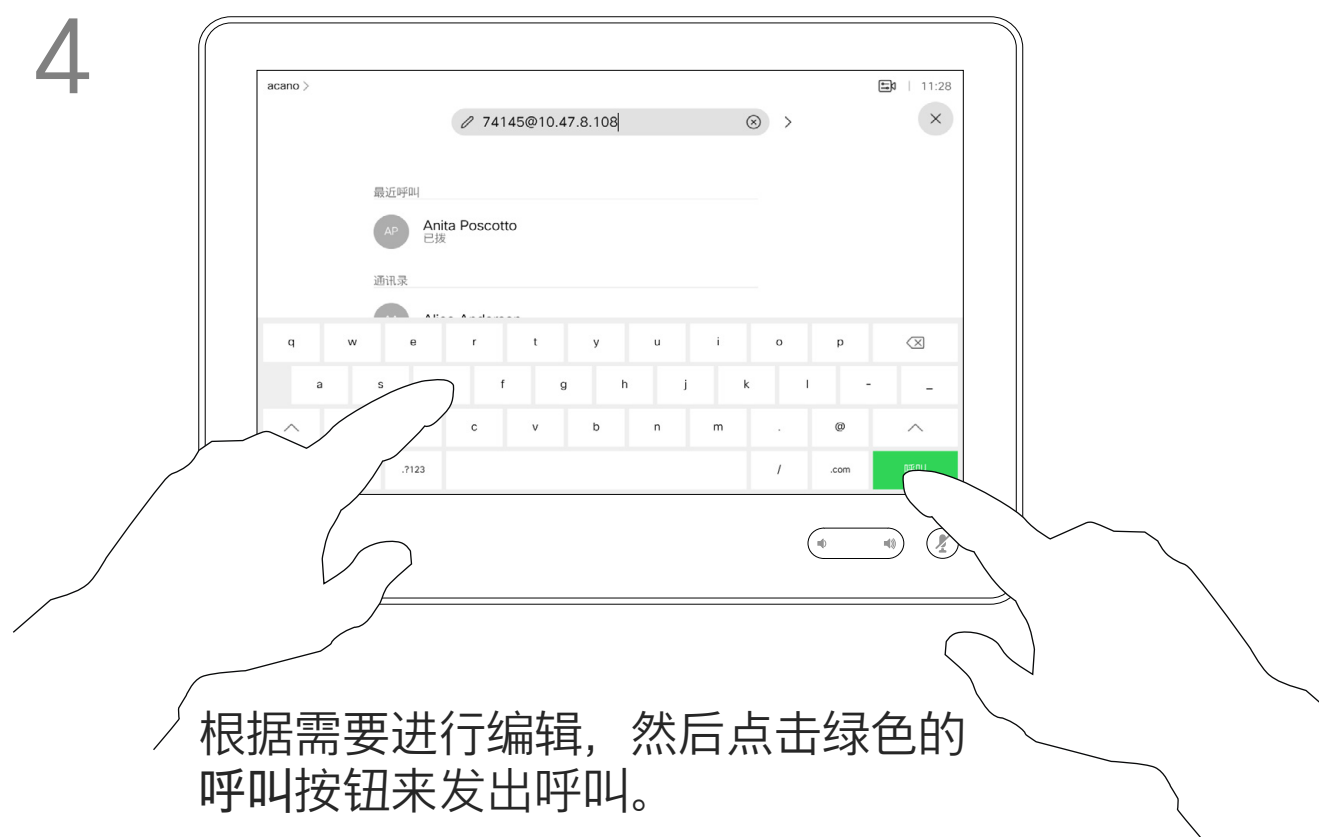 4
acano >
11:28
74145@10.47.8.108
最近呼叫
AP
Anita Poscotto
已拨
通讯录
q w e r t y u i o p
a s f g h j k l - _
c v b n m . @
.?123 / .com
根据需要进行编辑，然后点击绿色的
呼叫按钮来发出呼叫。